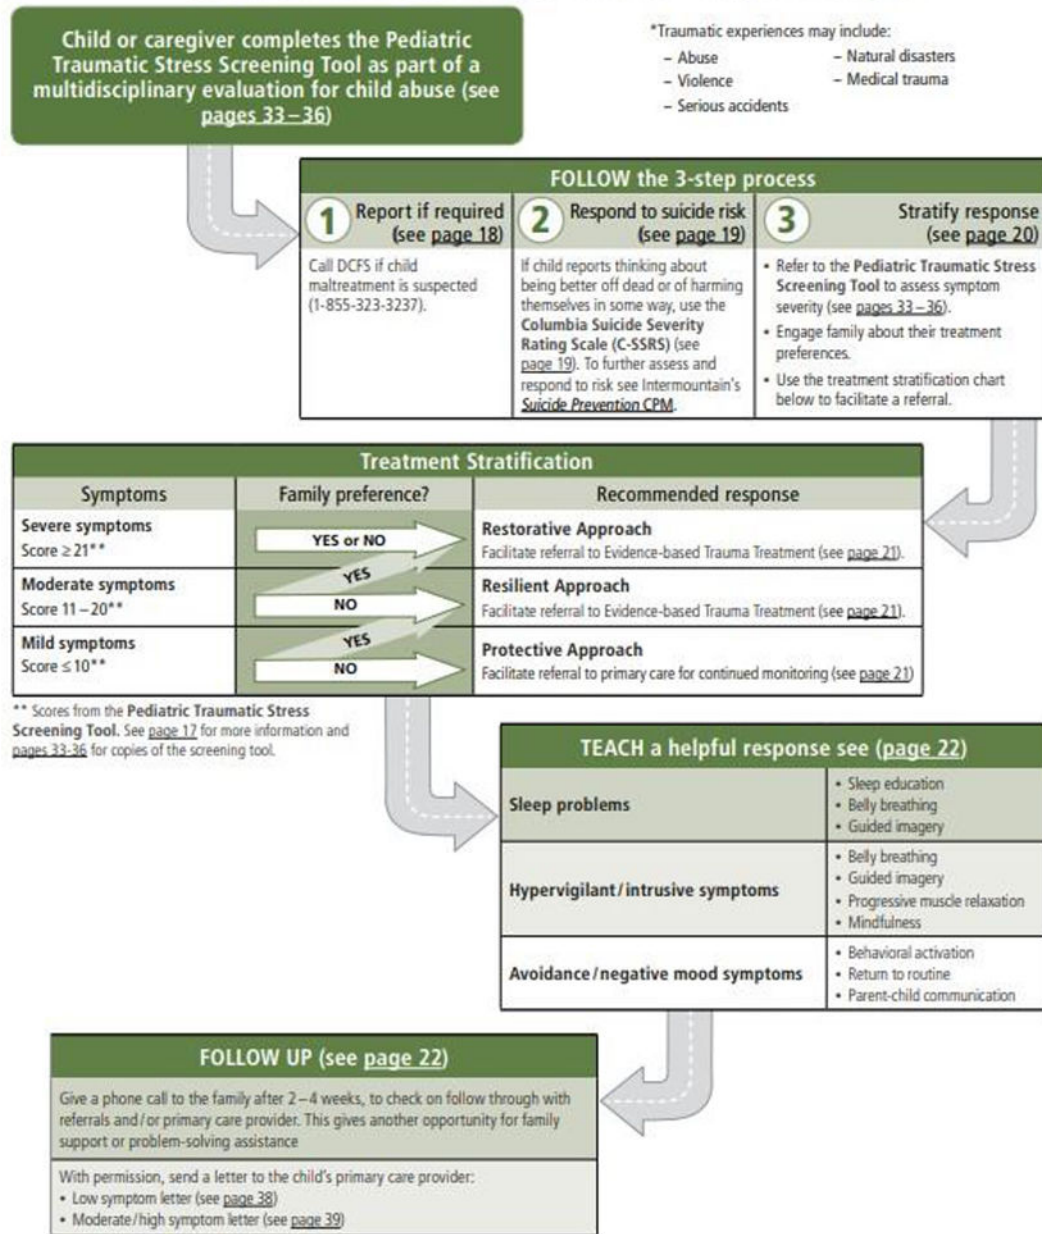 Child or caregiver completes the Pediatric
Traumatic Stress Screening Tool as part of a
multidisciplinary evaluation for child abuse (see
pages 33–36)
*Traumatic experiences may include:
– Abuse
– Violence
– Serious accidents
– Natural disasters
– Medical trauma
FOLLOW the 3-step process
1 Report if required
(see page 18)
Call DCFS if child
maltreatment is suspected
(1-855-323-3237).
2 Respond to suicide risk
(see page 19)
If child reports thinking about
being better off dead or of harming
themselves in some way, use the
Columbia Suicide Severity
Rating Scale (C-SSRS) (see
page 19). To further assess and
respond to risk see Intermountain's
Suicide Prevention CPM.
3 Stratify response
(see page 20)
• Refer to the Pediatric Traumatic Stress
Screening Tool to assess symptom
severity (see pages 33–36).
• Engage family about their treatment
preferences.
• Use the treatment stratification chart
below to facilitate a referral.
Treatment Stratification
Symptoms Family preference? Recommended response
Severe symptoms
Score ≥ 21**
YES or NO
Restorative Approach
Facilitate referral to Evidence-based Trauma Treatment (see page 21).
YES
Moderate symptoms
Score 11–20**
NO
Resilient Approach
Facilitate referral to Evidence-based Trauma Treatment (see page 21).
YES
Mild symptoms
Score ≤ 10**
NO
Protective Approach
Facilitate referral to primary care for continued monitoring (see page 21)
** Scores from the Pediatric Traumatic Stress
Screening Tool. See page 17 for more information and
pages 33-36 for copies of the screening tool.
TEACH a helpful response see (page 22)
Sleep problems
• Sleep education
• Belly breathing
• Guided imagery
Hypervigilant/intrusive symptoms
• Belly breathing
• Guided imagery
• Progressive muscle relaxation
• Mindfulness
Avoidance/negative mood symptoms
• Behavioral activation
• Return to routine
• Parent-child communication
FOLLOW UP (see page 22)
Give a phone call to the family after 2–4 weeks, to check on follow through with
referrals and/or primary care provider. This gives another opportunity for family
support or problem-solving assistance
With permission, send a letter to the child's primary care provider:
• Low symptom letter (see page 38)
• Moderate/high symptom letter (see page 39)